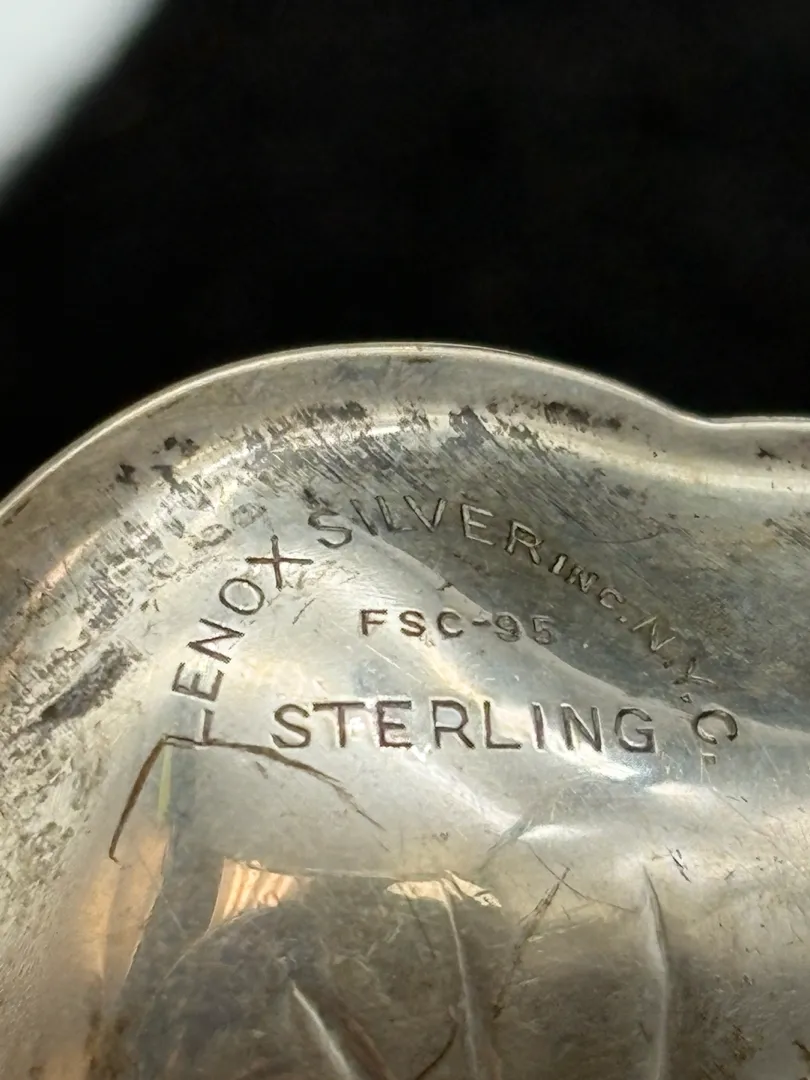 LENOX SILVER INC. N.Y.C.
FSC-95
STERLING